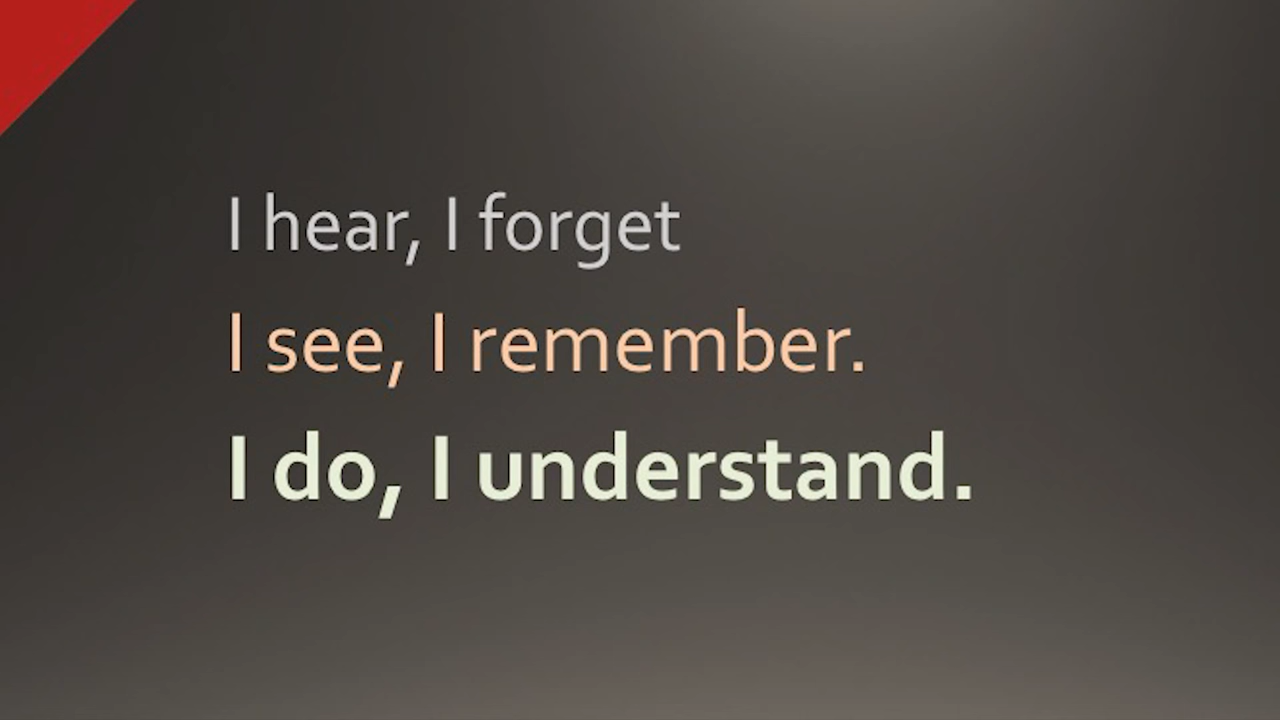 I hear, I forget
I see, I remember.
I do, I understand.